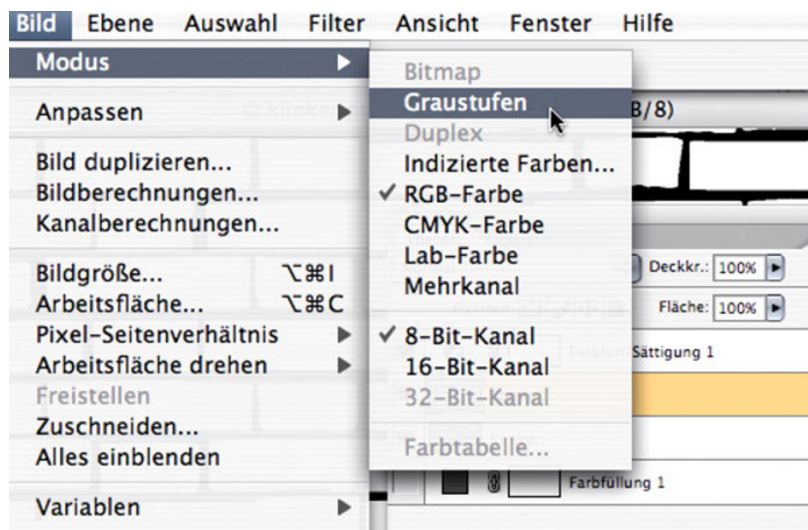 Bild Ebene Auswahl Filter Ansicht Fenster Hilfe
Modus
Anpassen
Bild duplizieren...
Bildberechnungen...
Kanalberechnungen...
Bildgröße... ⌥⌘I
Arbeitsfläche... ⌥⌘C
Pixel-Seitenverhältnis
Arbeitsfläche drehen
Freistellen
Zuschneiden...
Alles einblenden
Variablen
Bitmap
Graustufen
Duplex
Indizierte Farben...
✓ RGB-Farbe
CMYK-Farbe
Lab-Farbe
Mehrkanal
✓ 8-Bit-Kanal
16-Bit-Kanal
32-Bit-Kanal
Farbtabelle...
B/8)
Deckkr.: 100%
Fläche: 100%
Sättigung 1
Farbfüllung 1